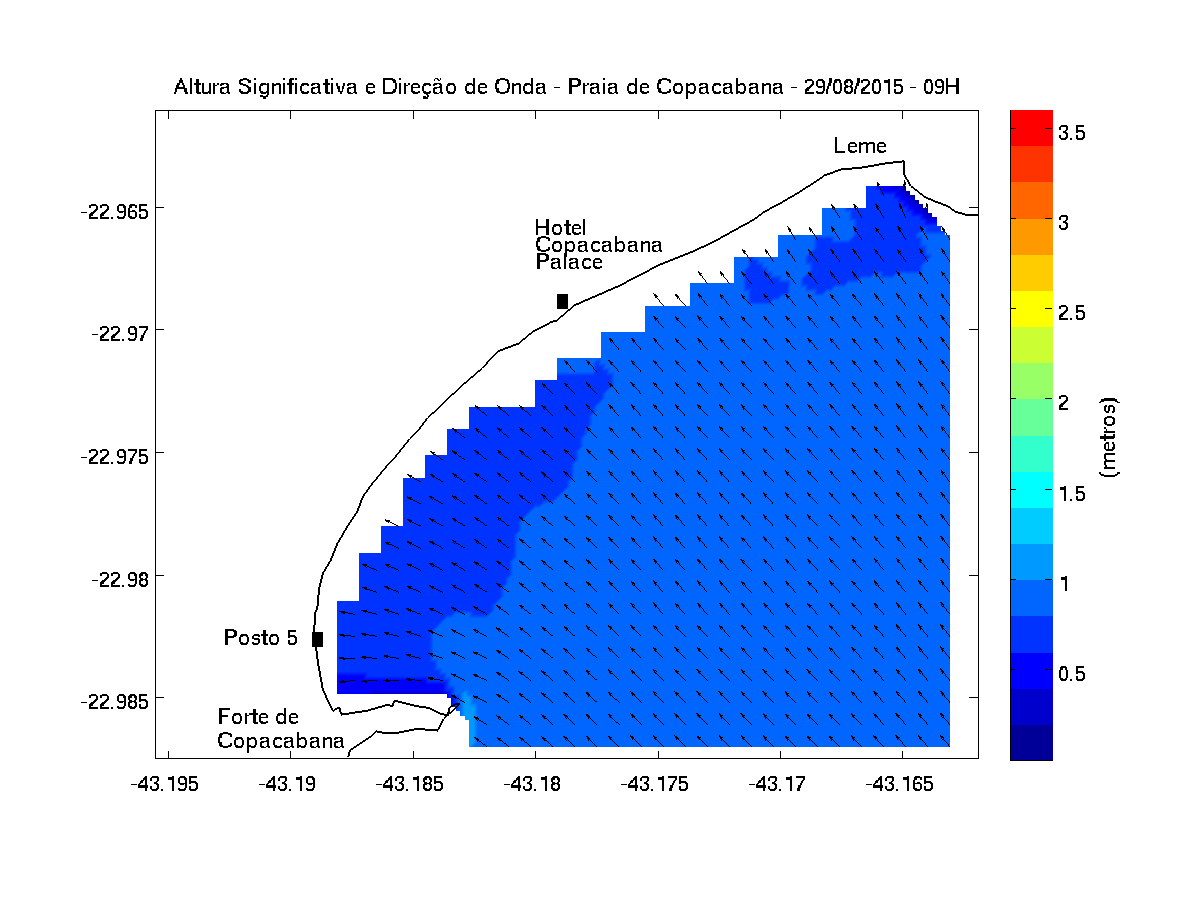 Altura Significativa e Direção de Onda - Praia de Copacabana - 29/08/2015 - 09H
Leme
Hotel
Copacabana
Palace
Posto 5
Forte de
Copacabana
-22.965
-22.97
-22.975
-22.98
-22.985
-43.195
-43.19
-43.185
-43.18
-43.175
-43.17
-43.165
3.5
3
2.5
2
1.5
1
0.5
(metros)